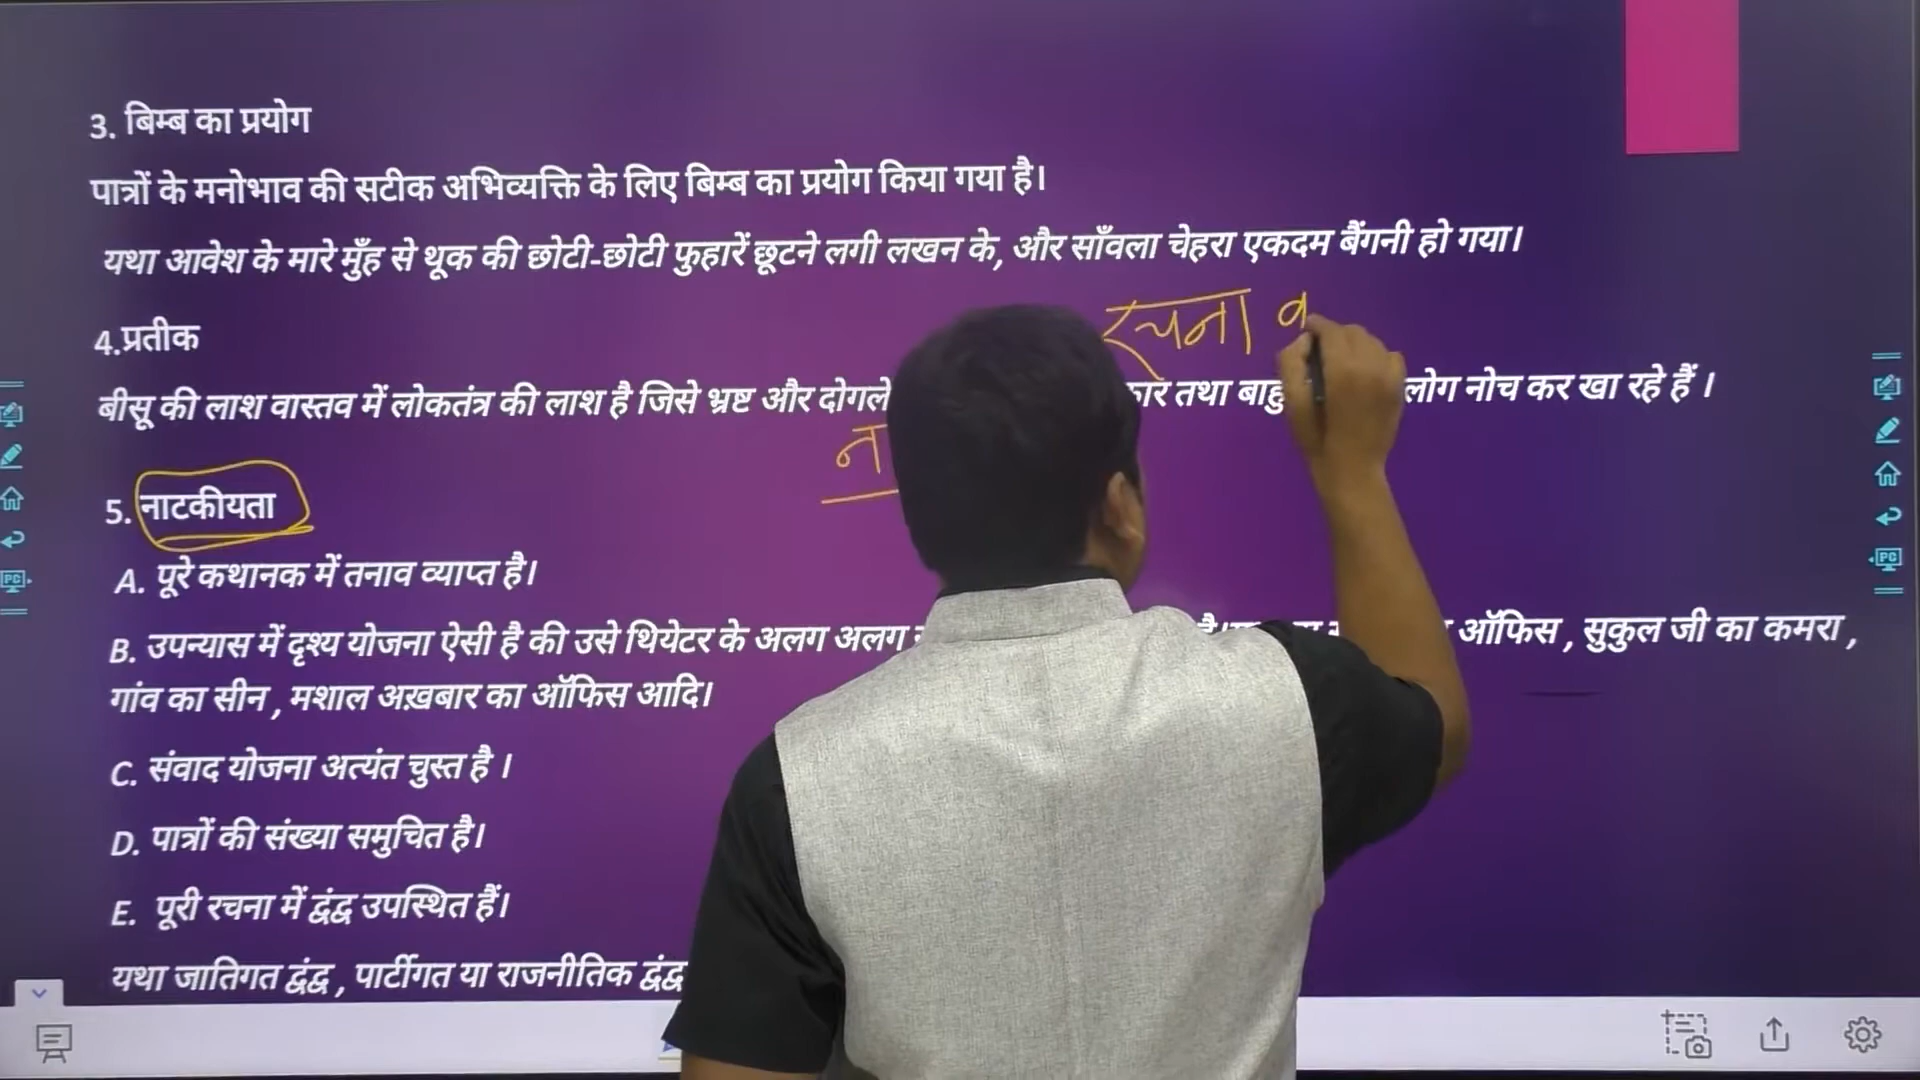 3. बिम्ब का प्रयोग
पात्रों के मनोभाव की सटीक अभिव्यक्ति के लिए बिम्ब का प्रयोग किया गया है।
यथा आवेश के मारे मुँह से थूक की छोटी-छोटी फुहारें छूटने लगी लखन के, और साँवला चेहरा एकदम बैंगनी हो गया।
रचना
4.प्रतीक
बीसू की लाश वास्तव में लोकतंत्र की लाश है जिसे भ्रष्ट और दोगले तथा लोग नोच कर खा रहे हैं ।
5. नाटकीयता
A. पूरे कथानक में तनाव व्याप्त है।
B. उपन्यास में दृश्य योजना ऐसी है की उसे थियेटर के अलग अलग ऑफिस , सुकुल जी का कमरा ,
गांव का सीन , मशाल अख़बार का ऑफिस आदि।
C. संवाद योजना अत्यंत चुस्त है ।
D. पात्रों की संख्या समुचित है।
E. पूरी रचना में द्वंद्व उपस्थित हैं।
यथा जातिगत द्वंद्व , पार्टीगत या राजनीतिक द्वंद्व
PC
PC